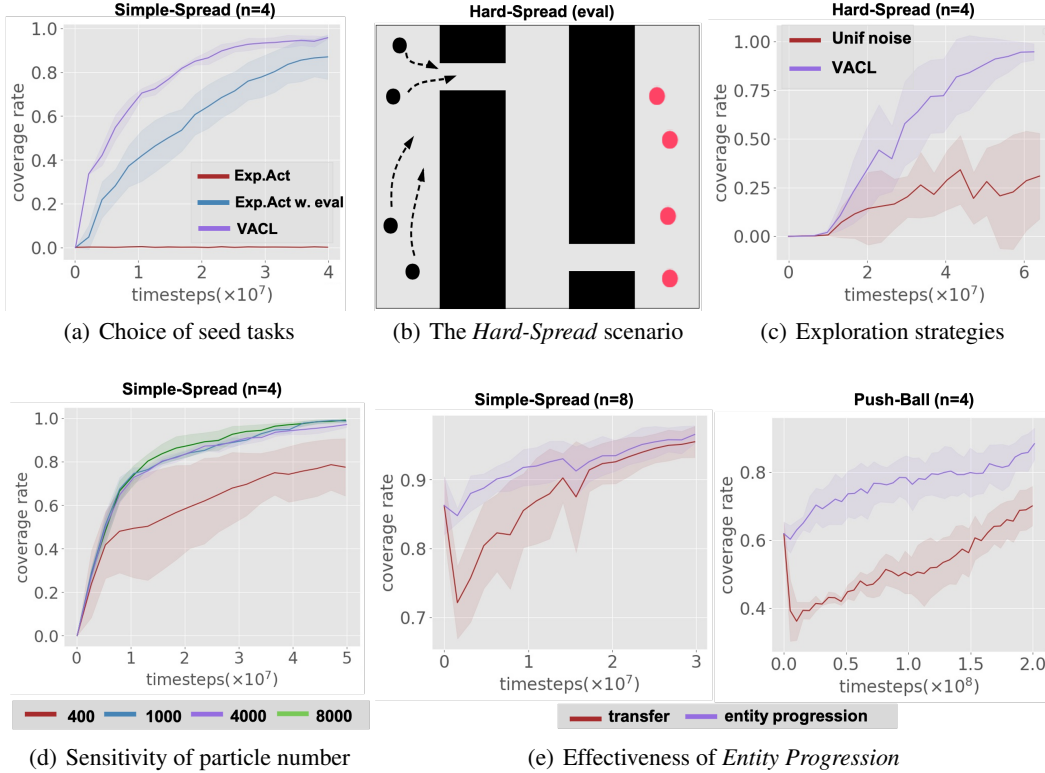 Simple-Spread (n=4)
coverage rate
1.0
0.8
0.6
0.4
0.2
0.0
0 1 2 3 4
timesteps(×10⁷)
Exp.Act
Exp.Act w. eval
VACL
(a) Choice of seed tasks
Hard-Spread (eval)
(b) The Hard-Spread scenario
Hard-Spread (n=4)
coverage rate
1.00
0.75
0.50
0.25
0.00
0 2 4 6
timesteps(×10⁷)
Unif noise
VACL
(c) Exploration strategies
Simple-Spread (n=4)
coverage rate
1.0
0.8
0.6
0.4
0.2
0.0
0 1 2 3 4 5
timesteps(×10⁷)
400 1000 4000 8000
(d) Sensitivity of particle number
Simple-Spread (n=8)
coverage rate
0.9
0.8
0.7
0 1 2 3
timesteps(×10⁷)
Push-Ball (n=4)
coverage rate
0.8
0.6
0.4
0.0 0.5 1.0 1.5 2.0
timesteps(×10⁸)
transfer entity progression
(e) Effectiveness of Entity Progression